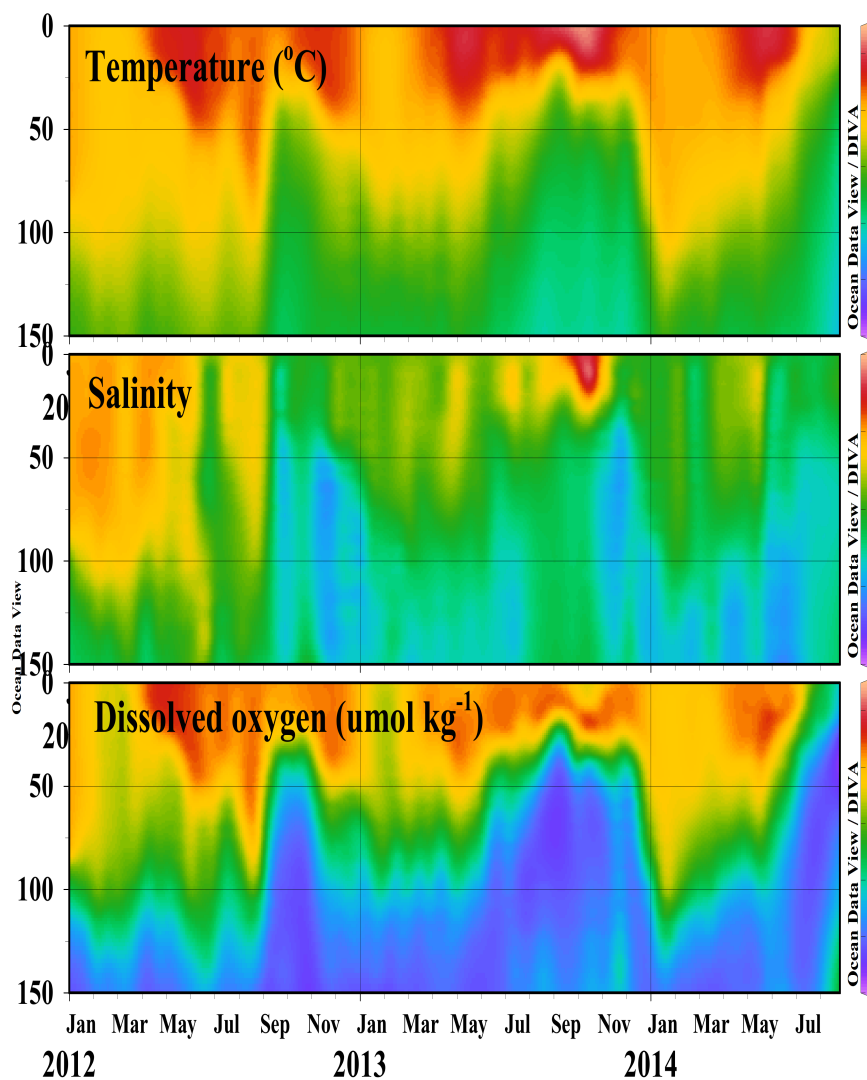 0
Temperature (°C)
50
100
150
Ocean Data View / DIVA
0
Salinity
20
50
100
150
Ocean Data View / DIVA
Ocean Data View
0
Dissolved oxygen (umol kg-1)
20
50
100
150
Ocean Data View / DIVA
Jan Mar May Jul Sep Nov Jan Mar May Jul Sep Nov Jan Mar May Jul
2012 2013 2014